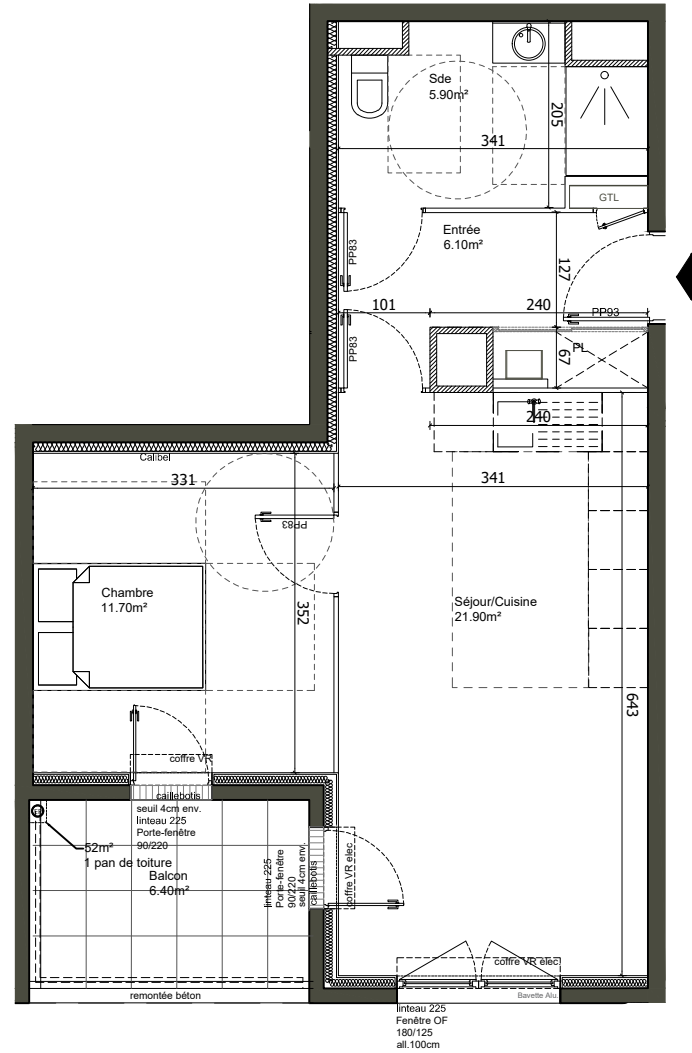 Sde
5.90m²
205
341
GTL
Entrée
6.10m²
PP83
127
101
240
PP93
PP83
67
PL
240
Calibel
331
341
PP83
Chambre
11.70m²
352
Séjour/Cuisine
21.90m²
643
coffre VR
caillebotis
seuil 4cm env.
linteau 225
Porte-fenêtre
90/220
52m²
1 pan de toiture
Balcon
6.40m²
linteau 225
Porte-fenêtre
90/220
seuil 4cm env.
caillebotis
coffre VR elec
coffre VR elec
remontée béton
Bavette Alu.
linteau 225
Fenêtre OF
180/125
all.100cm